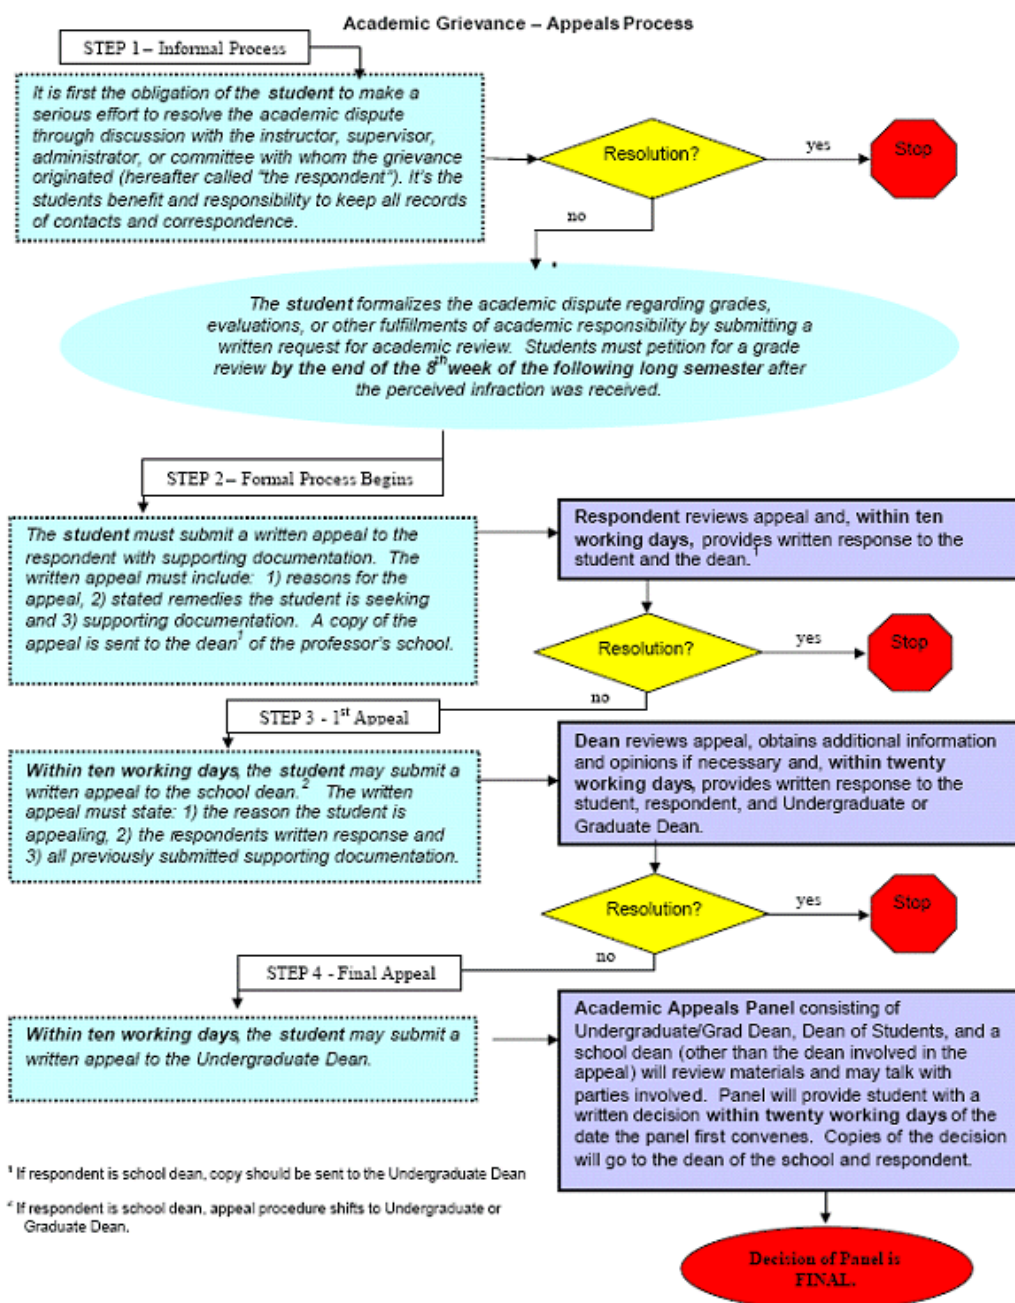 Academic Grievance – Appeals Process
STEP 1 – Informal Process
It is first the obligation of the student to make a
serious effort to resolve the academic dispute
through discussion with the instructor, supervisor,
administrator, or committee with whom the grievance
originated (hereafter called "the respondent"). It's the
students benefit and responsibility to keep all records
of contacts and correspondence.
Resolution?
yes
Stop
no
The student formalizes the academic dispute regarding grades,
evaluations, or other fulfillments of academic responsibility by submitting a
written request for academic review. Students must petition for a grade
review by the end of the 8th week of the following long semester after
the perceived infraction was received.
STEP 2 – Formal Process Begins
The student must submit a written appeal to the
respondent with supporting documentation. The
written appeal must include: 1) reasons for the
appeal, 2) stated remedies the student is seeking
and 3) supporting documentation. A copy of the
appeal is sent to the dean1 of the professor's school.
Respondent reviews appeal and, within ten
working days, provides written response to the
student and the dean.1
Resolution?
yes
Stop
no
STEP 3 - 1st Appeal
Within ten working days, the student may submit a
written appeal to the school dean.2 The written
appeal must state: 1) the reason the student is
appealing, 2) the respondents written response and
3) all previously submitted supporting documentation.
Dean reviews appeal, obtains additional information
and opinions if necessary and, within twenty
working days, provides written response to the
student, respondent, and Undergraduate or
Graduate Dean.
Resolution?
yes
Stop
no
STEP 4 - Final Appeal
Within ten working days, the student may submit a
written appeal to the Undergraduate Dean.
Academic Appeals Panel consisting of
Undergraduate/Grad Dean, Dean of Students, and a
school dean (other than the dean involved in the
appeal) will review materials and may talk with
parties involved. Panel will provide student with a
written decision within twenty working days of the
date the panel first convenes. Copies of the decision
will go to the dean of the school and respondent.
1 If respondent is school dean, copy should be sent to the Undergraduate Dean
2 If respondent is school dean, appeal procedure shifts to Undergraduate or
Graduate Dean.
Decision of Panel is
FINAL.